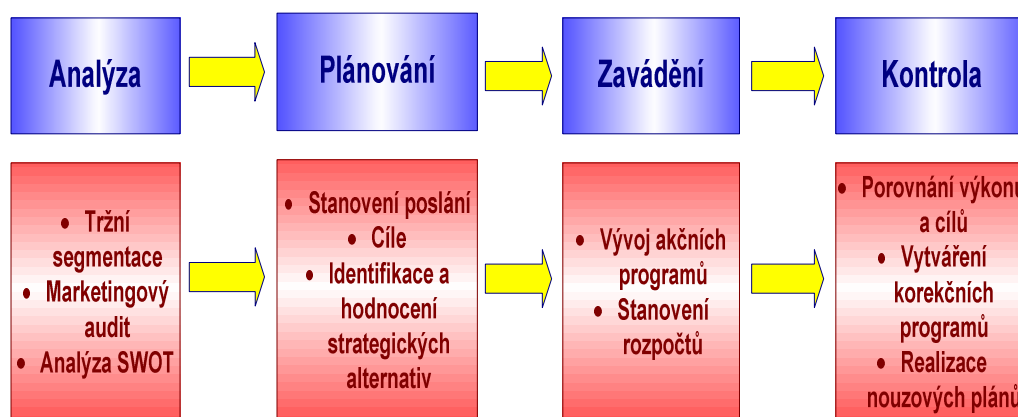 Analýza
Plánování
Zavádění
Kontrola
• Tržní
segmentace
• Marketingový
audit
• Analýza SWOT
• Stanovení poslání
• Cíle
• Identifikace a
hodnocení
strategických
alternativ
• Vývoj akčních
programů
• Stanovení
rozpočtů
• Porovnání výkonu
a cílů
• Vytváření
korekčních
programů
• Realizace
nouzových plánů